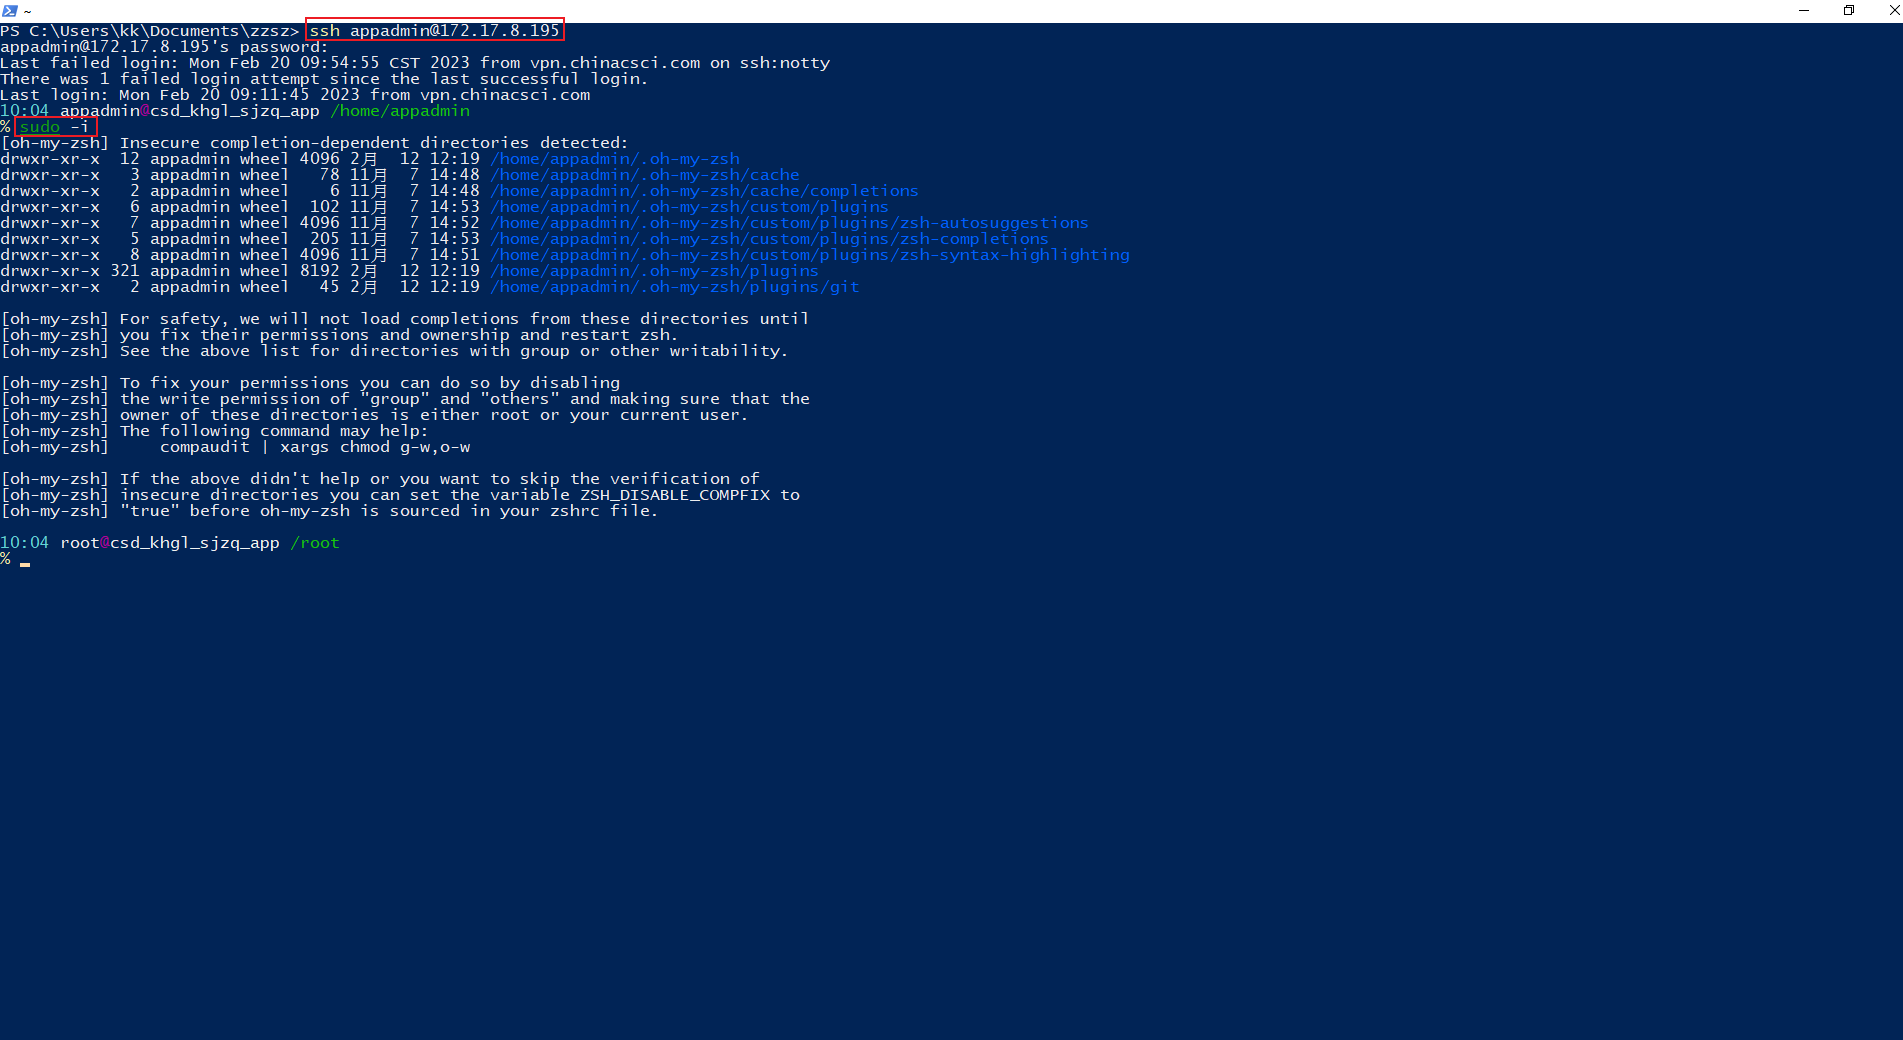 ~
PS C:\Users\kk\Documents\zzsz> ssh appadmin@172.17.8.195
appadmin@172.17.8.195's password:
Last failed login: Mon Feb 20 09:54:55 CST 2023 from vpn.chinacsci.com on ssh:notty
There was 1 failed login attempt since the last successful login.
Last login: Mon Feb 20 09:11:45 2023 from vpn.chinacsci.com
10:04 appadmin@csd_khgl_sjzq_app /home/appadmin
% sudo -i
[oh-my-zsh] Insecure completion-dependent directories detected:
drwxr-xr-x  12 appadmin wheel 4096 2月  12 12:19 /home/appadmin/.oh-my-zsh
drwxr-xr-x   3 appadmin wheel   78 11月  7 14:48 /home/appadmin/.oh-my-zsh/cache
drwxr-xr-x   2 appadmin wheel    6 11月  7 14:48 /home/appadmin/.oh-my-zsh/cache/completions
drwxr-xr-x   6 appadmin wheel  102 11月  7 14:53 /home/appadmin/.oh-my-zsh/custom/plugins
drwxr-xr-x   7 appadmin wheel 4096 11月  7 14:52 /home/appadmin/.oh-my-zsh/custom/plugins/zsh-autosuggestions
drwxr-xr-x   5 appadmin wheel  205 11月  7 14:53 /home/appadmin/.oh-my-zsh/custom/plugins/zsh-completions
drwxr-xr-x   8 appadmin wheel 4096 11月  7 14:51 /home/appadmin/.oh-my-zsh/custom/plugins/zsh-syntax-highlighting
drwxr-xr-x 321 appadmin wheel 8192 2月  12 12:19 /home/appadmin/.oh-my-zsh/plugins
drwxr-xr-x   2 appadmin wheel   45 2月  12 12:19 /home/appadmin/.oh-my-zsh/plugins/git
[oh-my-zsh] For safety, we will not load completions from these directories until
[oh-my-zsh] you fix their permissions and ownership and restart zsh.
[oh-my-zsh] See the above list for directories with group or other writability.
[oh-my-zsh] To fix your permissions you can do so by disabling
[oh-my-zsh] the write permission of "group" and "others" and making sure that the
[oh-my-zsh] owner of these directories is either root or your current user.
[oh-my-zsh] The following command may help:
[oh-my-zsh]     compaudit | xargs chmod g-w,o-w
[oh-my-zsh] If the above didn't help or you want to skip the verification of
[oh-my-zsh] insecure directories you can set the variable ZSH_DISABLE_COMPFIX to
[oh-my-zsh] "true" before oh-my-zsh is sourced in your zshrc file.
10:04 root@csd_khgl_sjzq_app /root
%